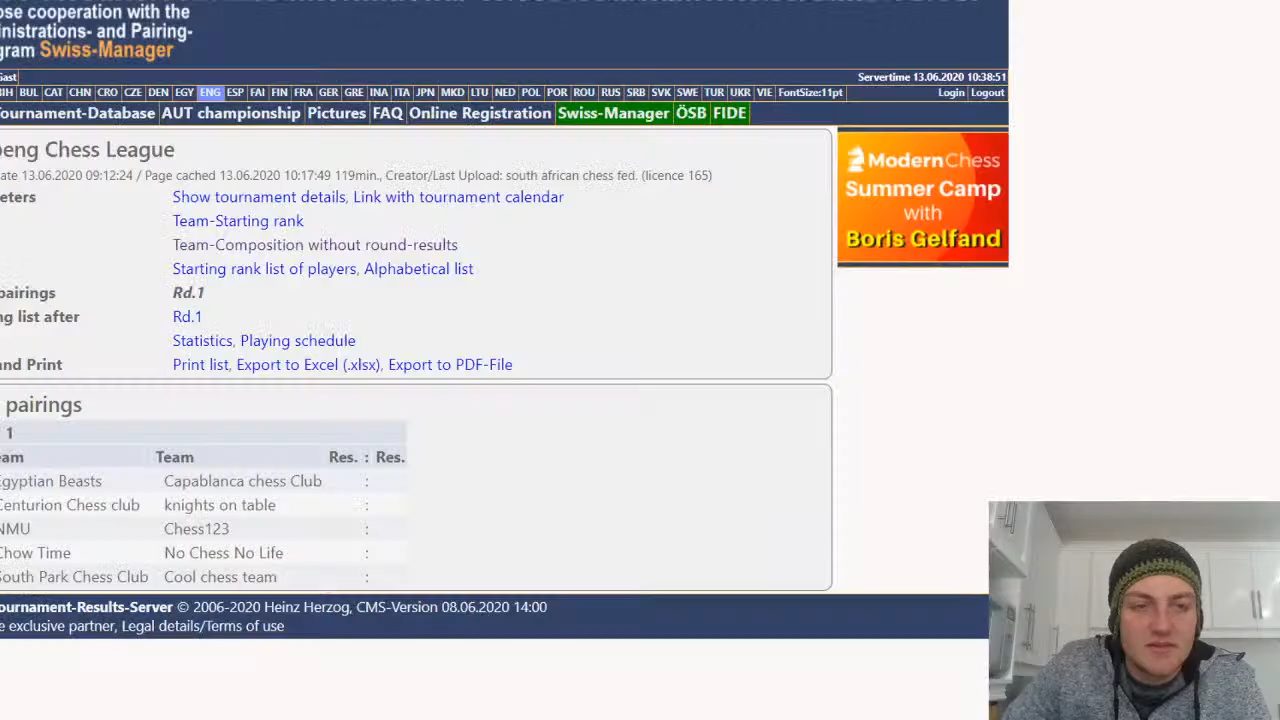 ose cooperation with the
inistrations- and Pairing-
gram Swiss-Manager
Gast
Servertime 13.06.2020 10:38:51
BIH BUL CAT CHN CRO CZE DEN EGY ENG ESP FAI FIN FRA GER GRE INA ITA JPN MKD LTU NED POL POR ROU RUS SRB SVK SWE TUR UKR VIE FontSize:11pt Login Logout
Tournament-Database AUT championship Pictures FAQ Online Registration Swiss-Manager ÖSB FIDE
beng Chess League
ate 13.06.2020 09:12:24 / Page cached 13.06.2020 17:49 119min., Creator/Last Upload: south african chess fed. (licence 165)
eters Show tournament details, Link with tournament calendar
Team-Starting rank
Team-Composition without round-results
Starting rank list of players, Alphabetical list
pairings Rd.1
ng list after Rd.1
Statistics, Playing schedule
and Print Print list, Export to Excel (.xlsx), Export to PDF-File
ModernChess
Summer Camp
with
Boris Gelfand
pairings
1
eam Team Res. : Res.
Egyptian Beasts Capablanca chess Club :
Centurion Chess club knights on table :
NMU Chess123 :
Chow Time No Chess No Life :
South Park Chess Club Cool chess team :
ournament-Results-Server © 2006-2020 Heinz Herzog, CMS-Version 08.06.2020 14:00
e exclusive partner, Legal details/Terms of use